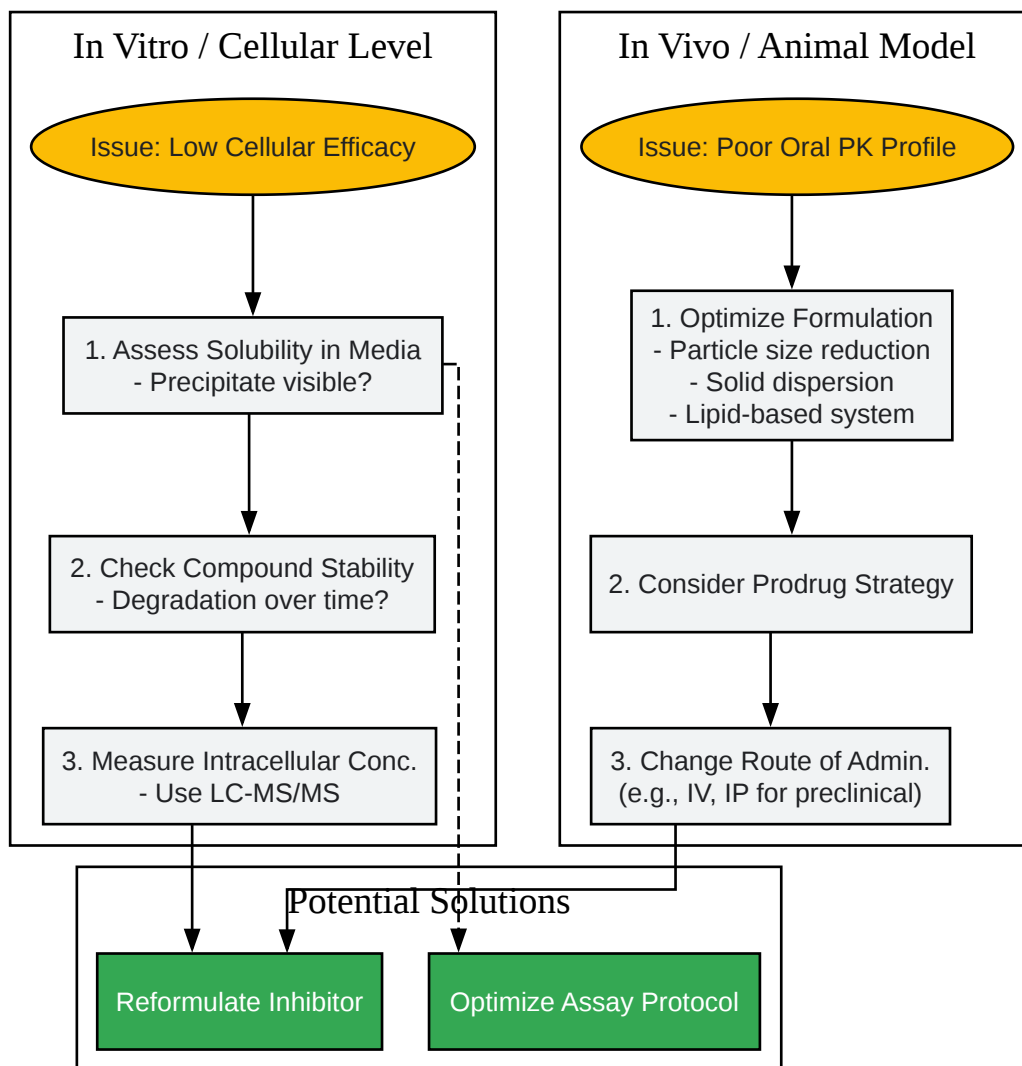 In Vitro / Cellular Level
Issue: Low Cellular Efficacy
1. Assess Solubility in Media
- Precipitate visible?
2. Check Compound Stability
- Degradation over time?
3. Measure Intracellular Conc.
- Use LC-MS/MS
In Vivo / Animal Model
Issue: Poor Oral PK Profile
1. Optimize Formulation
- Particle size reduction
- Solid dispersion
- Lipid-based system
2. Consider Prodrug Strategy
3. Change Route of Admin.
(e.g., IV, IP for preclinical)
Potential Solutions
Reformulate Inhibitor
Optimize Assay Protocol